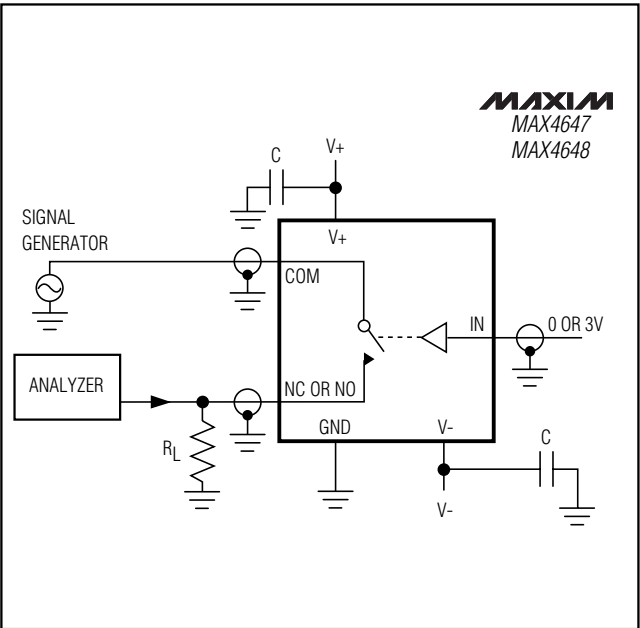 MAXIM
MAX4647
MAX4648
C
V+
V+
SIGNAL
GENERATOR
COM
IN
0 OR 3V
ANALYZER
NC OR NO
RL
GND
V-
C
V-